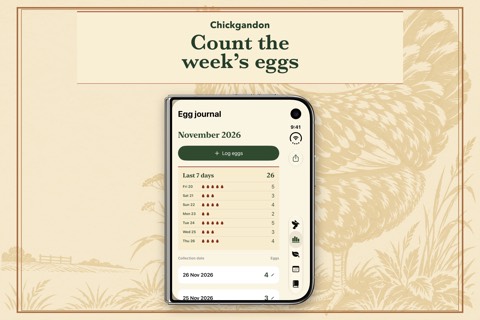 Chickgandon
Count the
week's eggs
Egg journal
9:41
November 2026
+ Log eggs
Last 7 days 26
Fri 20 5
Sat 21 3
Sun 22 4
Mon 23 2
Tue 24 5
Wed 25 3
Thu 26 4
Collection date Eggs
26 Nov 2026 4
25 Nov 2026 3